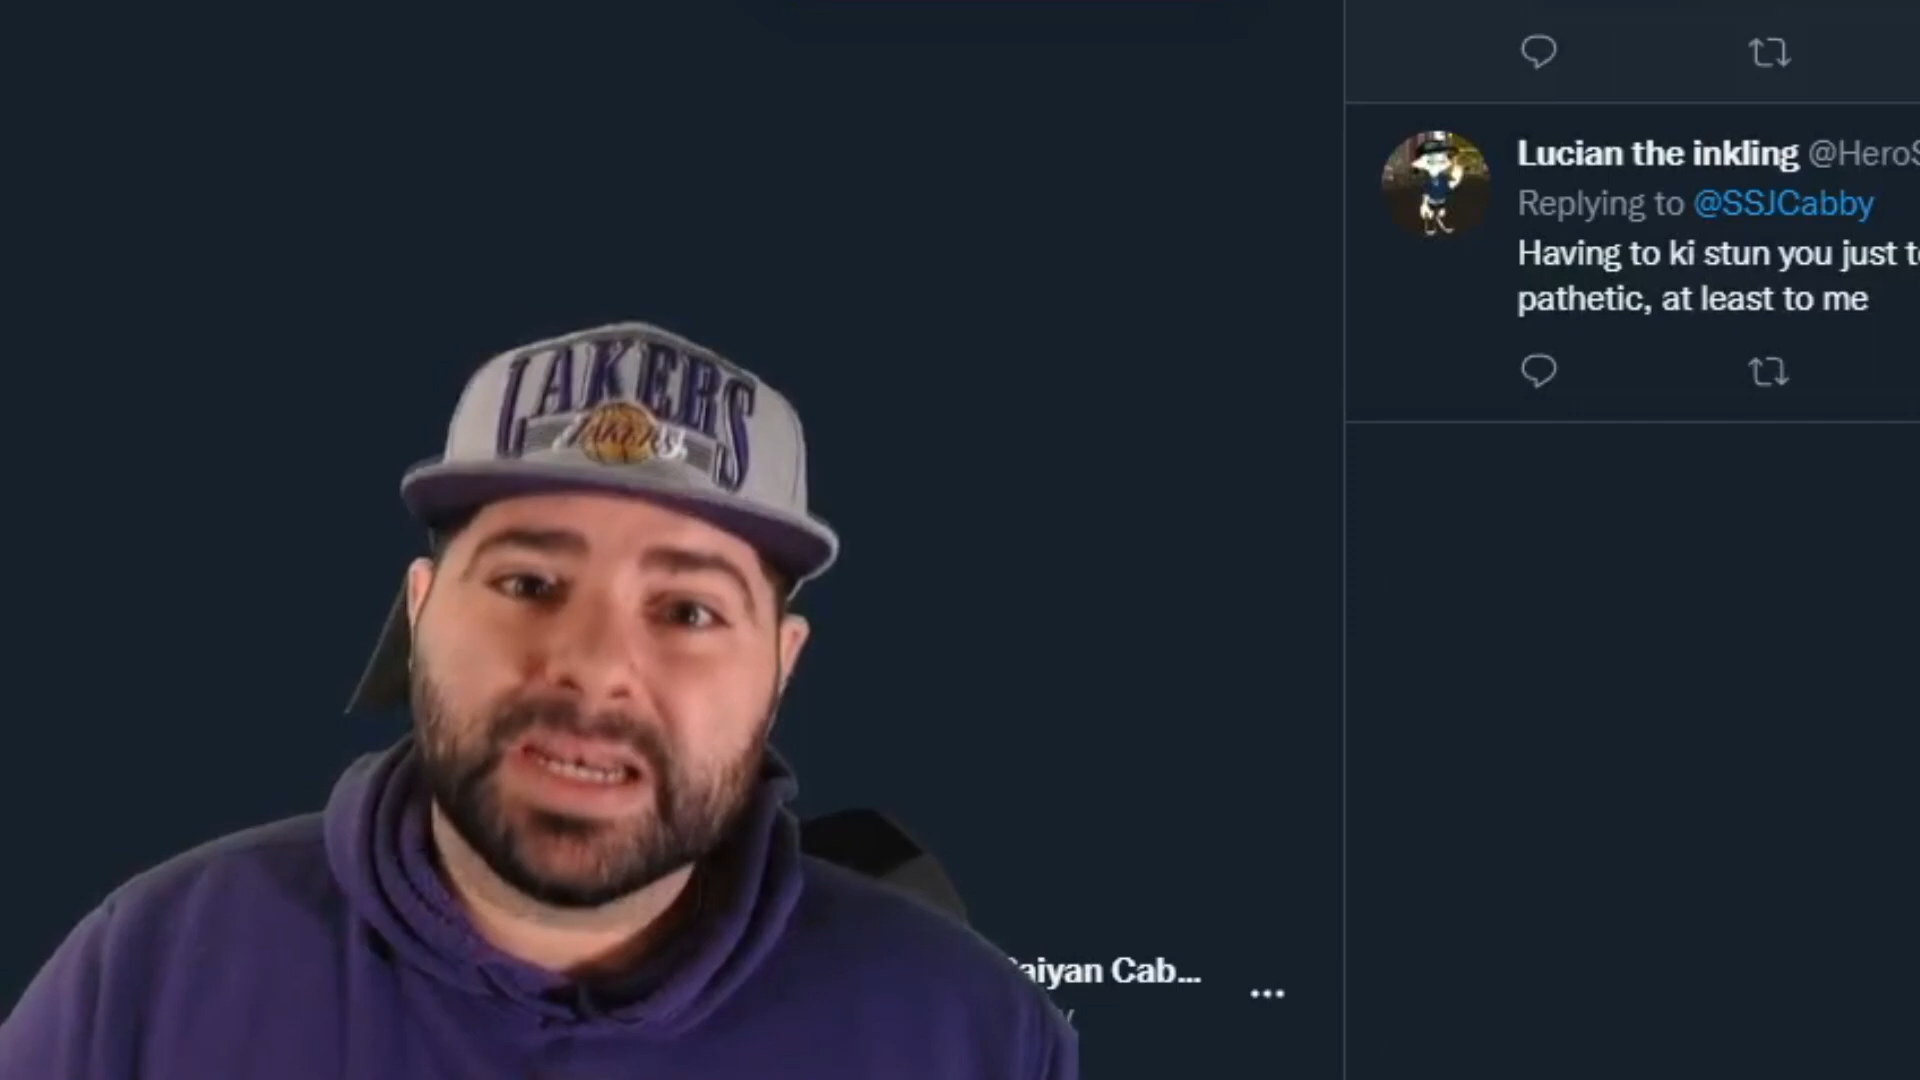 Lucian the inkling @HeroS
Replying to @SSJCabby
Having to ki stun you just
pathetic, at least to me
LAKERS
LAKERS
Saiyan Cab...